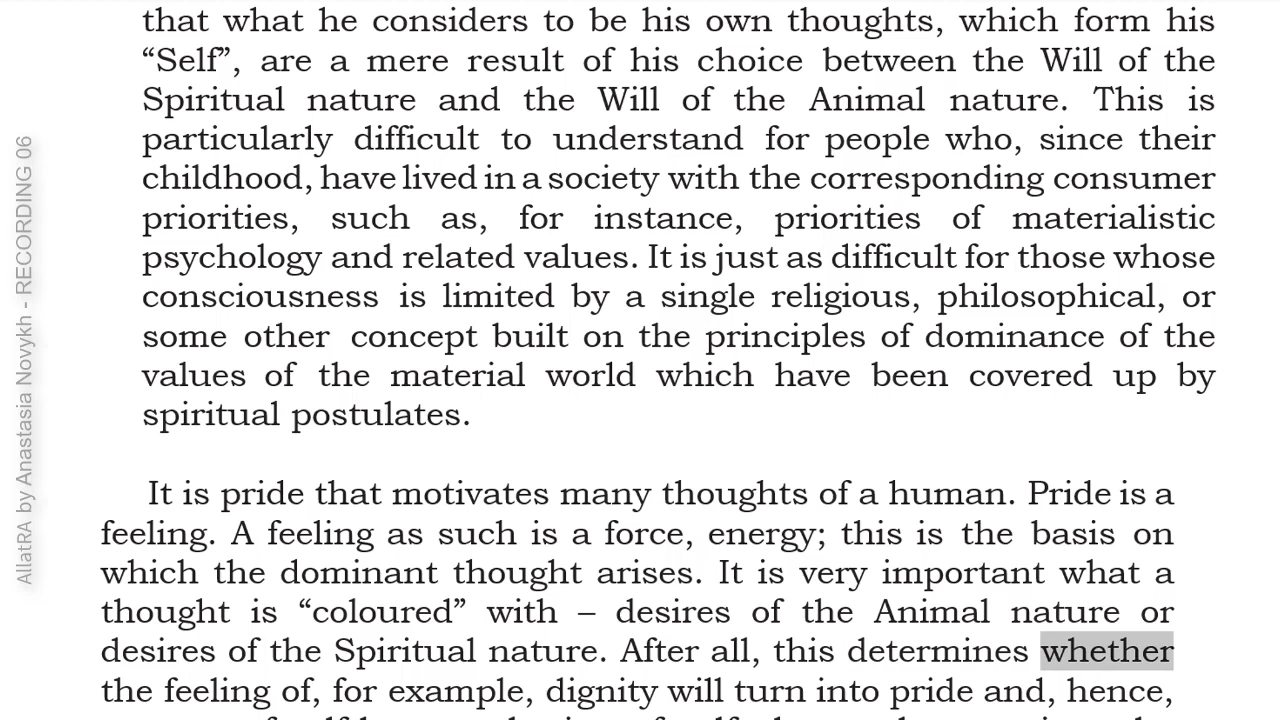 that what he considers to be his own thoughts, which form his
“Self”, are a mere result of his choice between the Will of the
Spiritual nature and the Will of the Animal nature. This is
particularly difficult to understand for people who, since their
childhood, have lived in a society with the corresponding consumer
priorities, such as, for instance, priorities of materialistic
psychology and related values. It is just as difficult for those whose
consciousness is limited by a single religious, philosophical, or
some other concept built on the principles of dominance of the
values of the material world which have been covered up by
spiritual postulates.
It is pride that motivates many thoughts of a human. Pride is a
feeling. A feeling as such is a force, energy; this is the basis on
which the dominant thought arises. It is very important what a
thought is “coloured” with – desires of the Animal nature or
desires of the Spiritual nature. After all, this determines whether
the feeling of, for example, dignity will turn into pride and, hence,
AllatRA by Anastasia Novykh - RECORDING 06